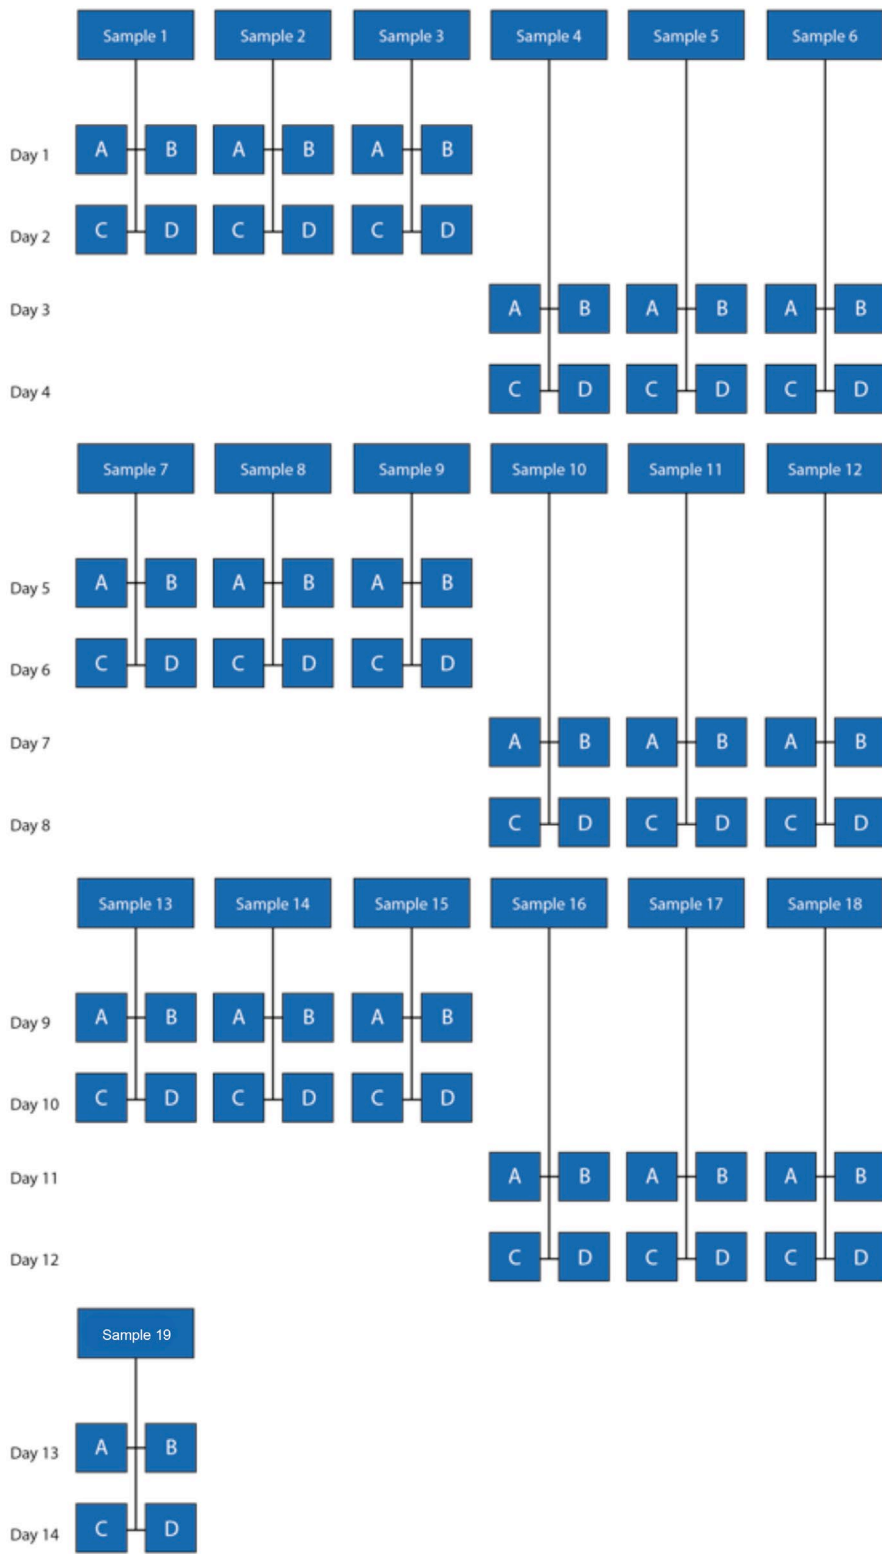 Sample 1 Sample 2 Sample 3 Sample 4 Sample 5 Sample 6
Day 1 A B A B A B
Day 2 C D C D C D
Day 3 A B A B A B
Day 4 C D C D C D
Sample 7 Sample 8 Sample 9 Sample 10 Sample 11 Sample 12
Day 5 A B A B A B
Day 6 C D C D C D
Day 7 A B A B A B
Day 8 C D C D C D
Sample 13 Sample 14 Sample 15 Sample 16 Sample 17 Sample 18
Day 9 A B A B A B
Day 10 C D C D C D
Day 11 A B A B A B
Day 12 C D C D C D
Sample 19
Day 13 A B
Day 14 C D